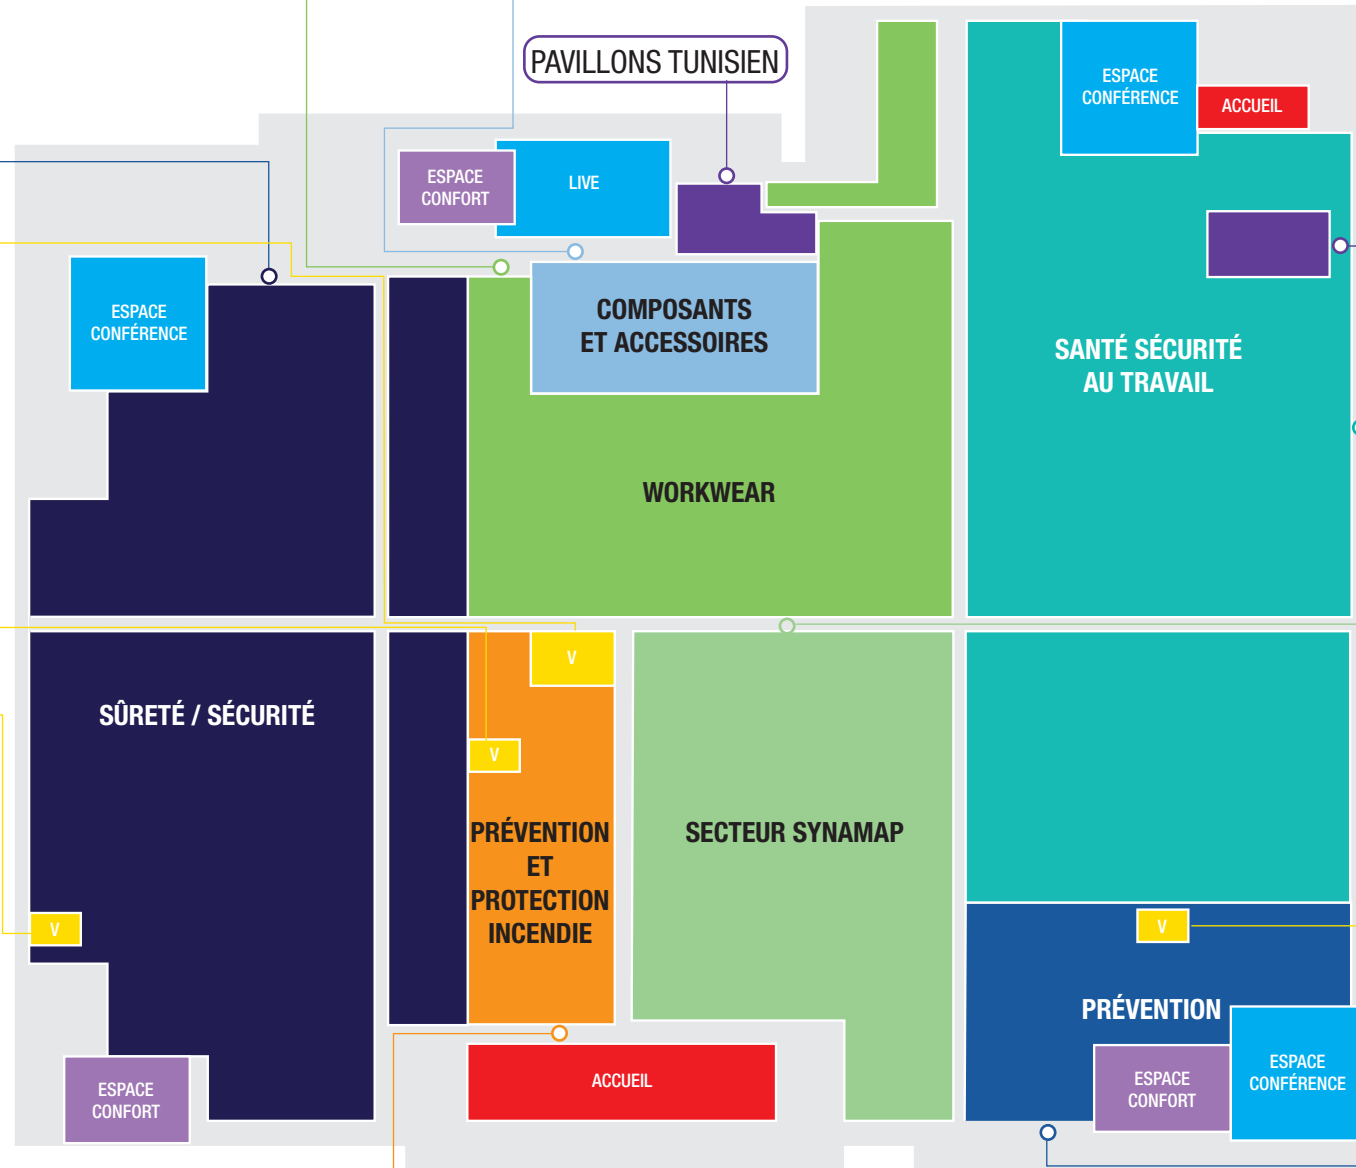 PAVILLONS TUNISIEN
ESPACE
CONFÉRENCE
ACCUEIL
ESPACE
CONFORT
LIVE
ESPACE
CONFÉRENCE
COMPOSANTS
ET ACCESSOIRES
SANTÉ SÉCURITÉ
AU TRAVAIL
WORKWEAR
V
SÛRETÉ / SÉCURITÉ
V
PRÉVENTION
ET
PROTECTION
INCENDIE
SECTEUR SYNAMAP
V
V
PRÉVENTION
ESPACE
CONFORT
ACCUEIL
ESPACE
CONFORT
ESPACE
CONFÉRENCE